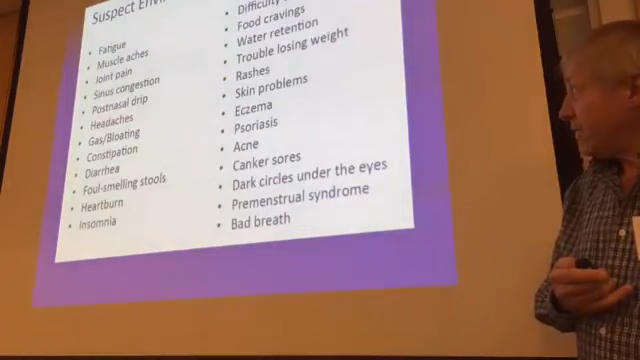 Suspect
Fatigue
Muscle aches
Joint pain
Sinus congestion
Postnasal drip
Headaches
Gas/Bloating
Constipation
Diarrhea
Foul-smelling stools
Heartburn
Insomnia
Difficulty
Food cravings
Water retention
Trouble losing weight
Rashes
Skin problems
Eczema
Psoriasis
Acne
Canker sores
Dark circles under the eyes
Premenstrual syndrome
Bad breath